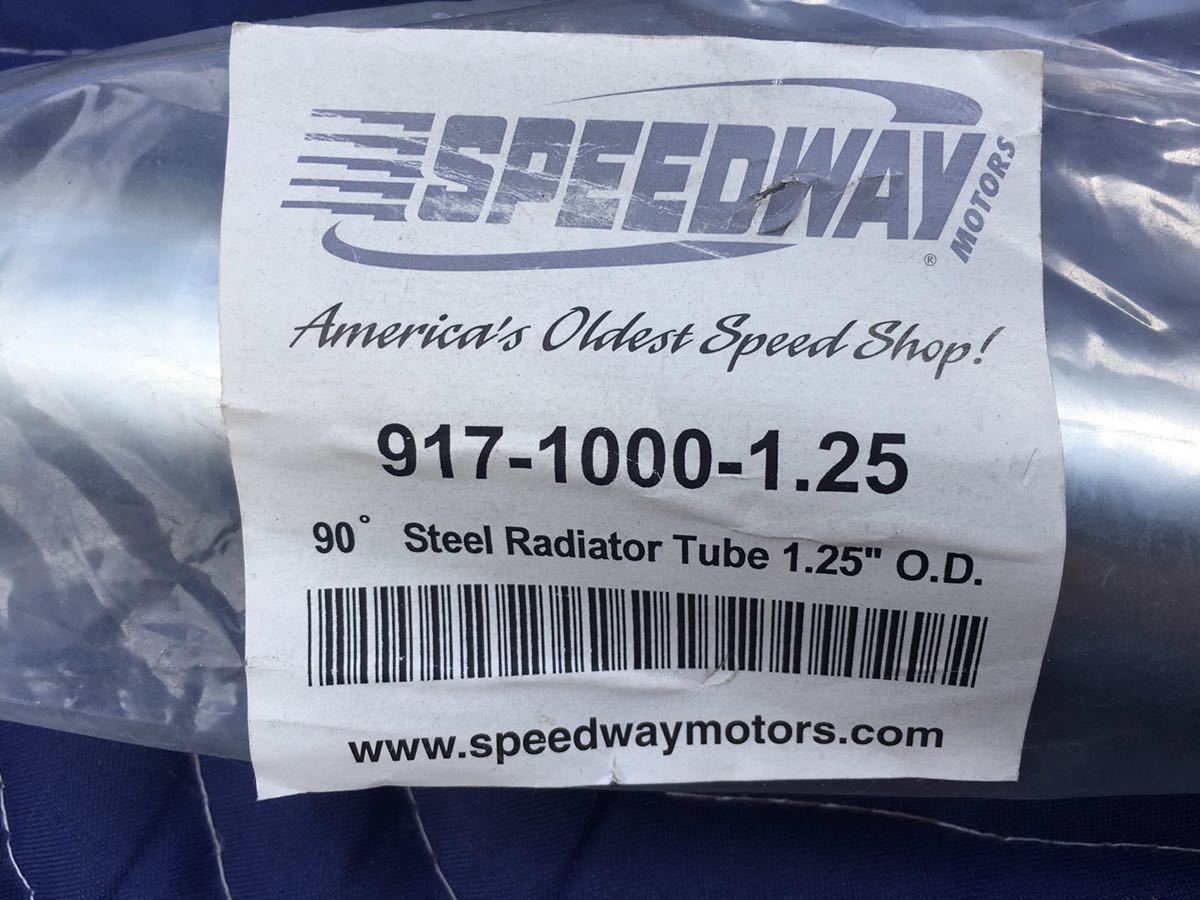 SPEEDWAY
MOTORS
®
America's Oldest Speed Shop!
917-1000-1.25
90° Steel Radiator Tube 1.25" O.D.
www.speedwaymotors.com